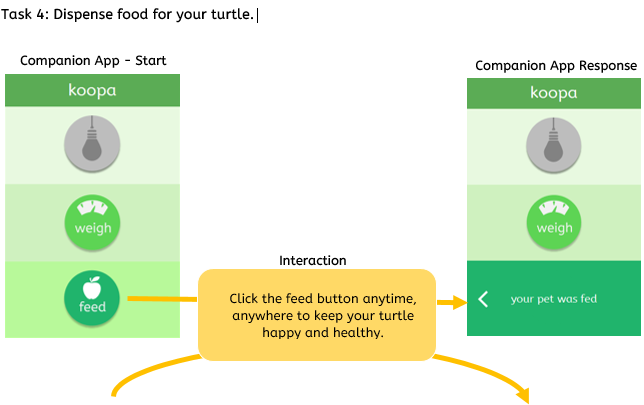 Task 4: Dispense food for your turtle.
Companion App - Start
koopa
weigh
feed
Interaction
Click the feed button anytime,
anywhere to keep your turtle
happy and healthy.
Companion App Response
koopa
weigh
your pet was fed